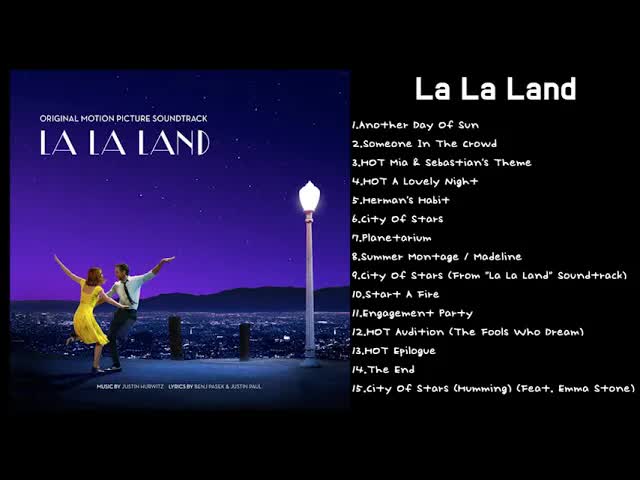 ORIGINAL MOTION PICTURE SOUNDTRACK
LA LA LAND
MUSIC BY JUSTIN HURWITZ LYRICS BY BENJ PASEK & JUSTIN PAUL
La La Land
1.Another Day Of Sun
2.Someone In The Crowd
3.HOT Mia & Sebastian's Theme
4.HOT A Lovely Night
5.Herman's Habit
6.City Of Stars
7.Planetarium
8.Summer Montage / Madeline
9.City Of Stars (From "La La Land" Soundtrack)
10.Start A Fire
11.Engagement Party
12.HOT Audition (The Fools Who Dream)
13.HOT Epilogue
14.The End
15.City Of Stars (Humming) (Feat. Emma Stone)